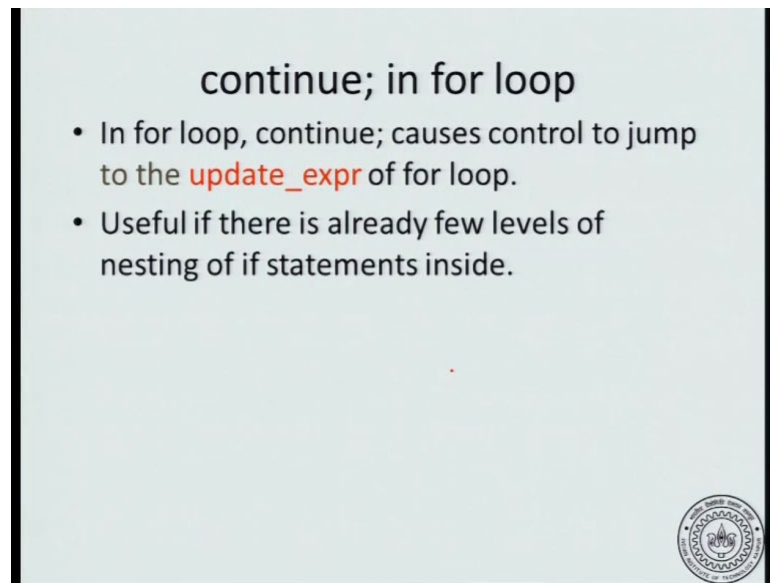 continue; in for loop
• In for loop, continue; causes control to jump
to the update_expr of for loop.
• Useful if there is already few levels of
nesting of if statements inside.